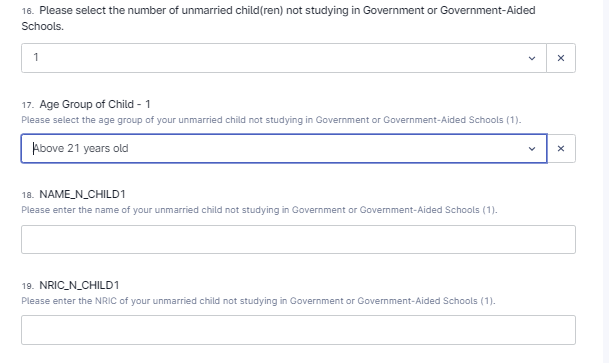 16. Please select the number of unmarried child(ren) not studying in Government or Government-Aided
Schools.
1
17. Age Group of Child - 1
Please select the age group of your unmarried child not studying in Government or Government-Aided Schools (1).
Above 21 years old
18. NAME_N_CHILD1
Please enter the name of your unmarried child not studying in Government or Government-Aided Schools (1).
19. NRIC_N_CHILD1
Please enter the NRIC of your unmarried child not studying in Government or Government-Aided Schools (1).